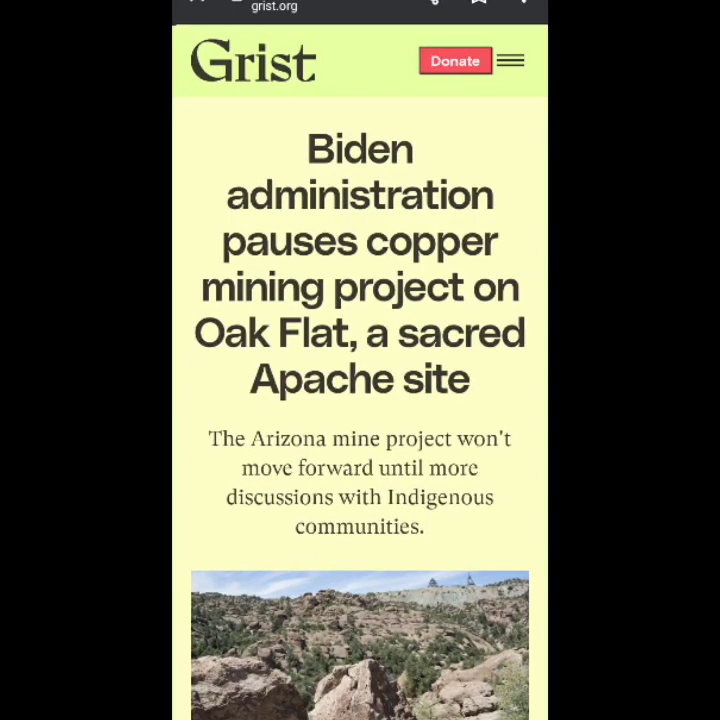 grist.org
Grist
Donate
Biden
administration
pauses copper
mining project on
Oak Flat, a sacred
Apache site
The Arizona mine project won't
move forward until more
discussions with Indigenous
communities.